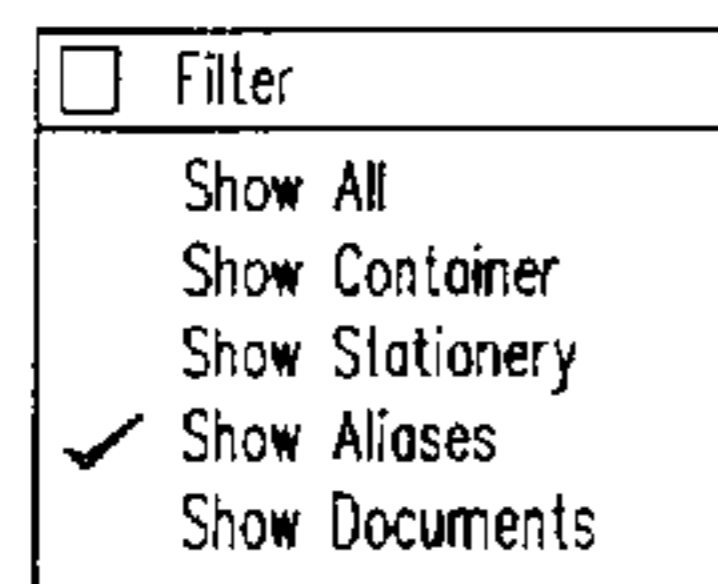 Filter
Show All
Show Container
Show Stationery
Show Aliases
Show Documents